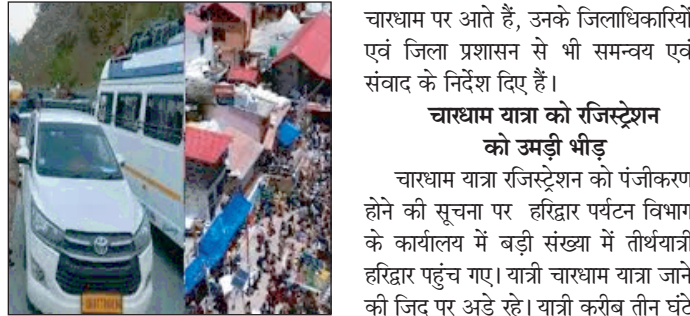 चारधाम पर आते हैं, उनके जिलाधिकारियों
एवं जिला प्रशासन से भी समन्वय एवं
संवाद के निर्देश दिए हैं।
चारधाम यात्रा को रजिस्ट्रेशन
को उमड़ी भीड़
चारधाम यात्रा रजिस्ट्रेशन को पंजीकरण
होने की सूचना पर हरिद्वार पर्यटन विभाग
के कार्यालय में बड़ी संख्या में तीर्थयात्री
हरिद्वार पहुंच गए। यात्री चारधाम यात्रा जाने
की जिद पर अड़े रहे। यात्री करीब तीन घंटे